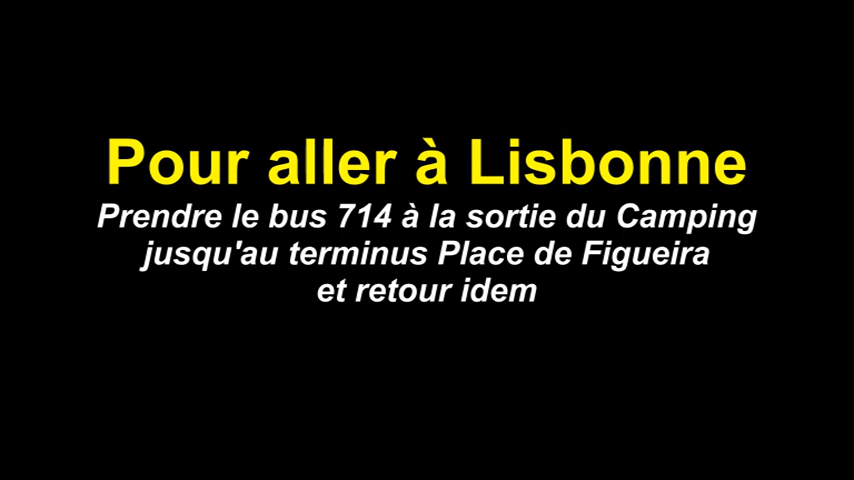 Pour aller à Lisbonne
Prendre le bus 714 à la sortie du Camping
jusqu'au terminus Place de Figueira
et retour idem